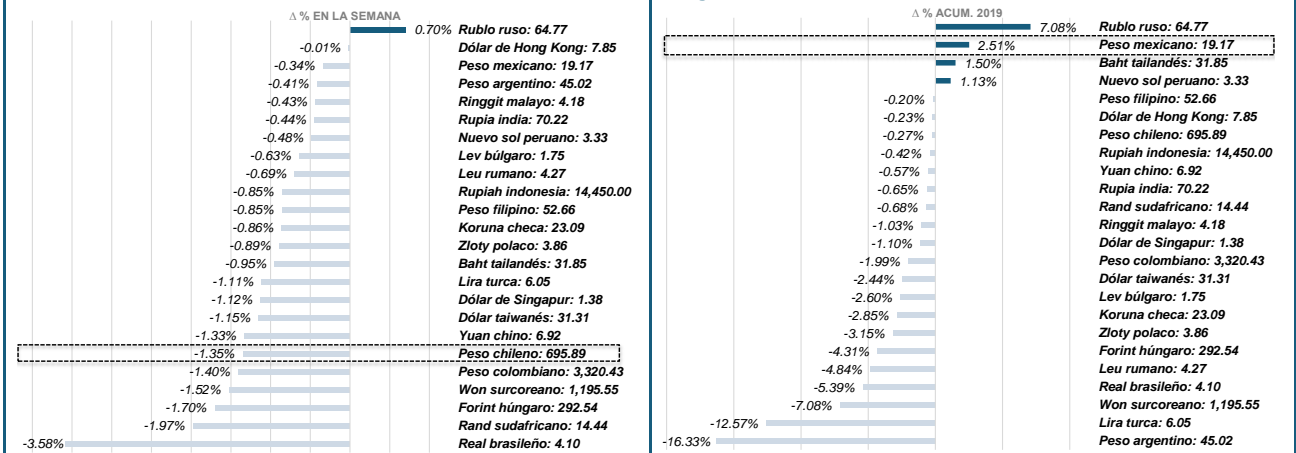 Δ % EN LA SEMANA
0.70% Rublo ruso: 64.77
-0.01% Dólar de Hong Kong: 7.85
-0.34% Peso mexicano: 19.17
-0.41% Peso argentino: 45.02
-0.43% Ringgit malayo: 4.18
-0.44% Rupia india: 70.22
-0.48% Nuevo sol peruano: 3.33
-0.63% Lev búlgaro: 1.75
-0.69% Leu rumano: 4.27
-0.85% Rupiah indonesia: 14,450.00
-0.85% Peso filipino: 52.66
-0.86% Koruna checa: 23.09
-0.89% Zloty polaco: 3.86
-0.95% Baht tailandés: 31.85
-1.11% Lira turca: 6.05
-1.12% Dólar de Singapur: 1.38
-1.15% Dólar taiwanés: 31.31
-1.33% Yuan chino: 6.92
-1.35% Peso chileno: 695.89
-1.40% Peso colombiano: 3,320.43
-1.52% Won surcoreano: 1,195.55
-1.70% Forint húngaro: 292.54
-1.97% Rand sudafricano: 14.44
-3.58% Real brasileño: 4.10
Δ % ACUM. 2019
7.08% Rublo ruso: 64.77
2.51% Peso mexicano: 19.17
1.50% Baht tailandés: 31.85
1.13% Nuevo sol peruano: 3.33
-0.20% Peso filipino: 52.66
-0.23% Dólar de Hong Kong: 7.85
-0.27% Peso chileno: 695.89
-0.42% Rupiah indonesia: 14,450.00
-0.57% Yuan chino: 6.92
-0.65% Rupia india: 70.22
-0.68% Rand sudafricano: 14.44
-1.03% Ringgit malayo: 4.18
-1.10% Dólar de Singapur: 1.38
-1.99% Peso colombiano: 3,320.43
-2.44% Dólar taiwanés: 31.31
-2.60% Lev búlgaro: 1.75
-2.85% Koruna checa: 23.09
-3.15% Zloty polaco: 3.86
-4.31% Forint húngaro: 292.54
-4.84% Leu rumano: 4.27
-5.39% Real brasileño: 4.10
-7.08% Won surcoreano: 1,195.55
-12.57% Lira turca: 6.05
-16.33% Peso argentino: 45.02